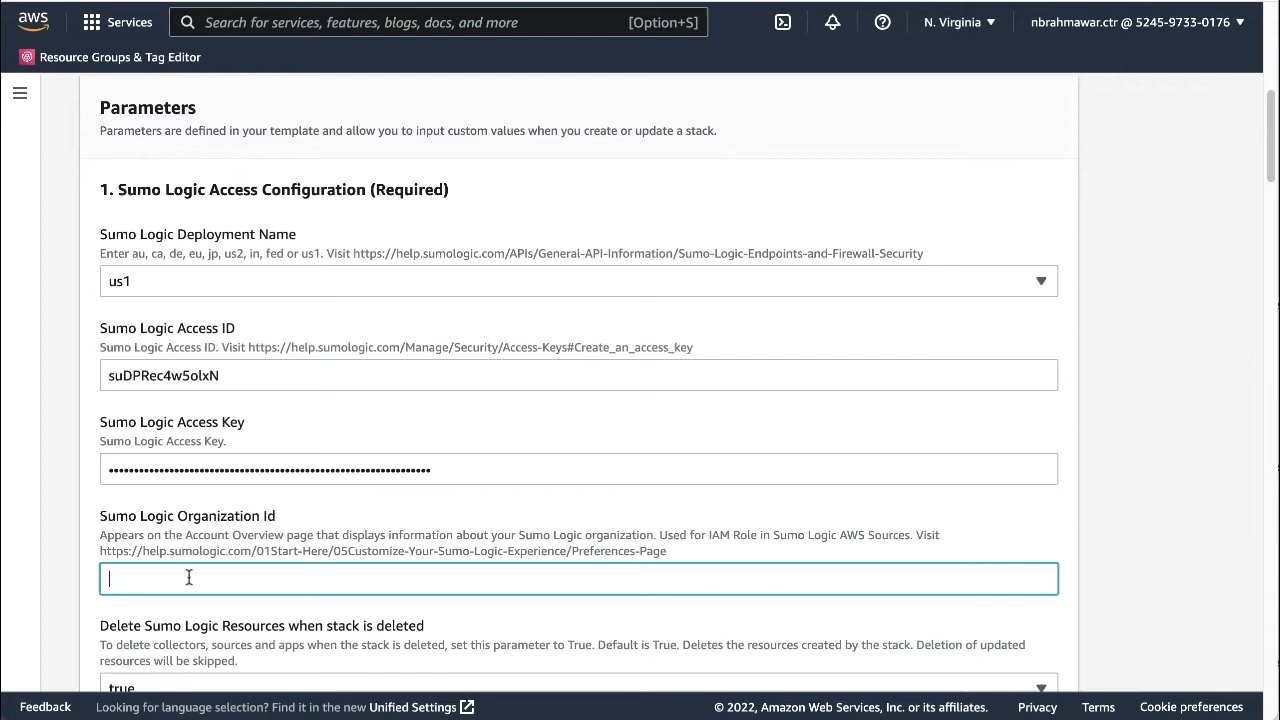 aws
Services
Search for services, features, blogs, docs, and more
[Option+S]
N. Virginia
nbrahmawar.ctr @ 5245-9733-0176
Resource Groups & Tag Editor
Parameters
Parameters are defined in your template and allow you to input custom values when you create or update a stack.
1. Sumo Logic Access Configuration (Required)
Sumo Logic Deployment Name
Enter au, ca, de, eu, jp, us2, in, fed or us1. Visit https://help.sumologic.com/APIs/General-API-Information/Sumo-Logic-Endpoints-and-Firewall-Security
us1
Sumo Logic Access ID
Sumo Logic Access ID. Visit https://help.sumologic.com/Manage/Security/Access-Keys#Create_an_access_key
suDPRec4w5olxN
Sumo Logic Access Key
Sumo Logic Access Key.
Sumo Logic Organization Id
Appears on the Account Overview page that displays information about your Sumo Logic organization. Used for IAM Role in Sumo Logic AWS Sources. Visit
https://help.sumologic.com/01Start-Here/05Customize-Your-Sumo-Logic-Experience/Preferences-Page
Delete Sumo Logic Resources when stack is deleted
To delete collectors, sources and apps when the stack is deleted, set this parameter to True. Default is True. Deletes the resources created by the stack. Deletion of updated
resources will be skipped.
true
Feedback
Looking for language selection? Find it in the new Unified Settings
© 2022, Amazon Web Services, Inc. or its affiliates.
Privacy
Terms
Cookie preferences